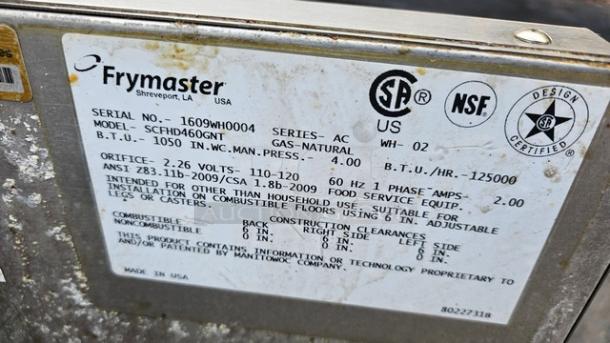 Frymaster
Shreveport, LA USA
SA ® US
NSF
DESIGN CERTIFIED ®
SERIAL NO.- 1609WH0004 SERIES- AC WH- 02
MODEL- SCFHD460GNT GAS-NATURAL
B.T.U.- 1050 IN.WC.MAN.PRESS.- 4.00 B.T.U./HR.-125000
ORIFICE- 2.26 VOLTS- 110-120 60 HZ 1 PHASE AMPS- 2.00
ANSI Z83.11b-2009/CSA 1.8b-2009 FOOD SERVICE EQUIP.
INTENDED FOR OTHER THAN HOUSEHOLD USE. SUITABLE FOR
INSTALLATION ON COMBUSTIBLE FLOORS USING 6 IN. ADJUSTABLE
LEGS OR CASTERS
CONSTRUCTION CLEARANCES
BACK RIGHT SIDE LEFT SIDE
COMBUSTIBLE 6 IN. 6 IN. 6 IN.
NONCOMBUSTIBLE 0 IN. 0 IN. 0 IN.
THIS PRODUCT CONTAINS INFORMATION OR TECHNOLOGY PROPRIETARY TO
AND/OR PATENTED BY MANITOWOC COMPANY.
MADE IN USA
8022731B